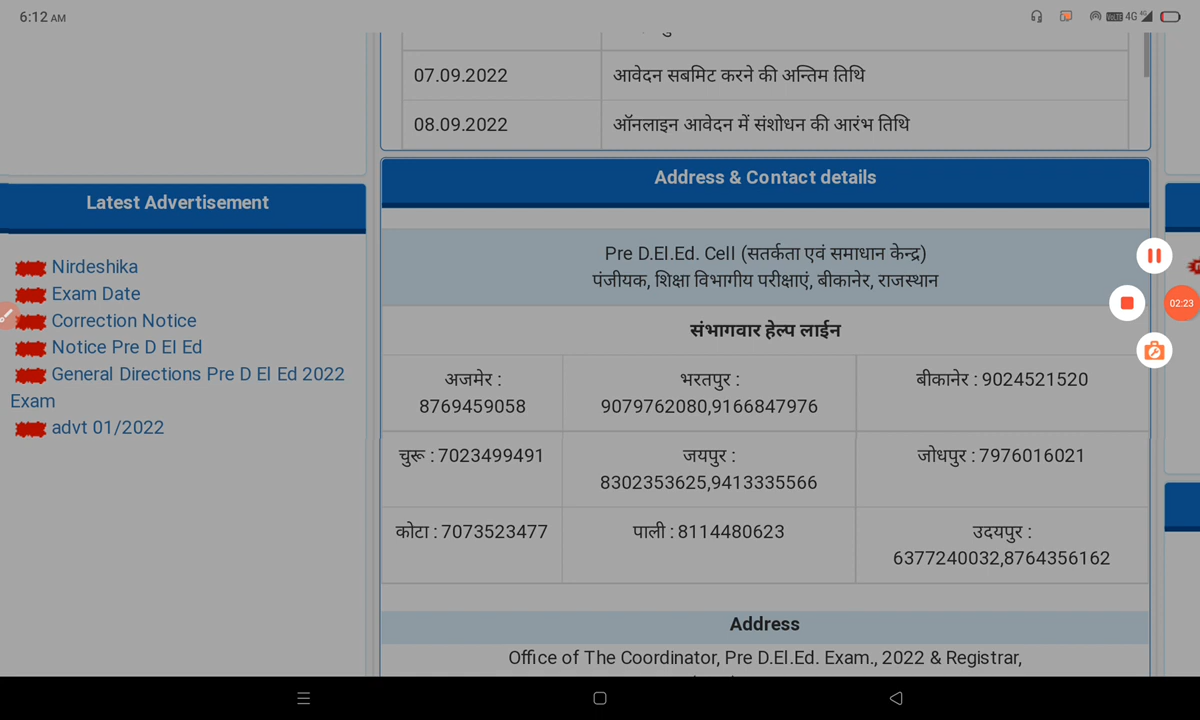 6:12 AM
VoLTE 4G 4G
07.09.2022 आवेदन सबमिट करने की अन्तिम तिथि
08.09.2022 ऑनलाइन आवेदन में संशोधन की आरंभ तिथि
Latest Advertisement
Nirdeshika
Exam Date
Correction Notice
Notice Pre D El Ed
General Directions Pre D El Ed 2022
Exam
advt 01/2022
Address & Contact details
Pre D.El.Ed. Cell (सतर्कता एवं समाधान केन्द्र)
पंजीयक, शिक्षा विभागीय परीक्षाएं, बीकानेर, राजस्थान
संभागवार हेल्प लाईन
अजमेर :
8769459058
भरतपुर :
9079762080,9166847976
बीकानेर : 9024521520
चुरू : 7023499491
जयपुर :
8302353625,9413335566
जोधपुर : 7976016021
कोटा : 7073523477
पाली : 8114480623
उदयपुर :
6377240032,8764356162
Address
Office of The Coordinator, Pre D.El.Ed. Exam., 2022 & Registrar,
02:23